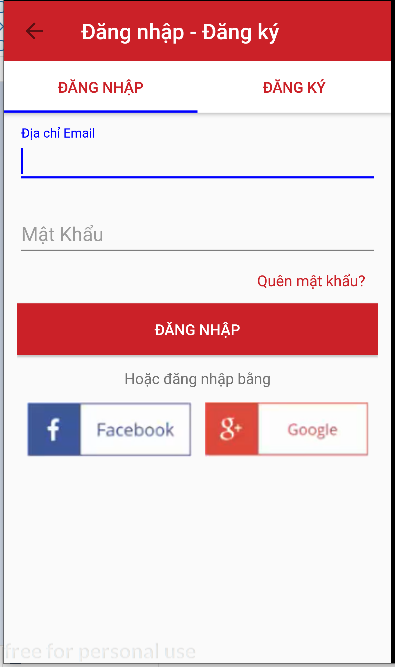 Đăng nhập - Đăng ký
ĐĂNG NHẬP ĐĂNG KÝ
Địa chỉ Email
Mật Khẩu
Quên mật khẩu?
ĐĂNG NHẬP
Hoặc đăng nhập bằng
f Facebook g+ Google
free for personal use